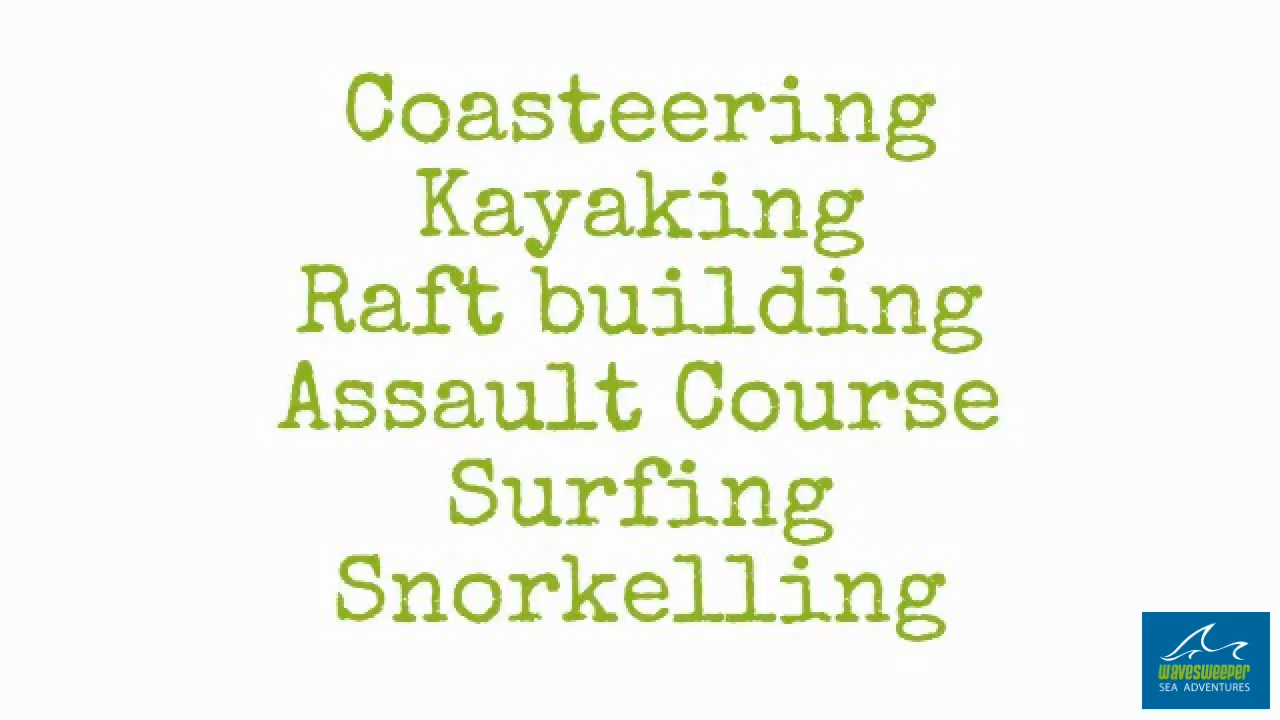 Coasteering
Kayaking
Raft building
Assault Course
Surfing
Snorkelling
wavesweeper
SEA ADVENTURES